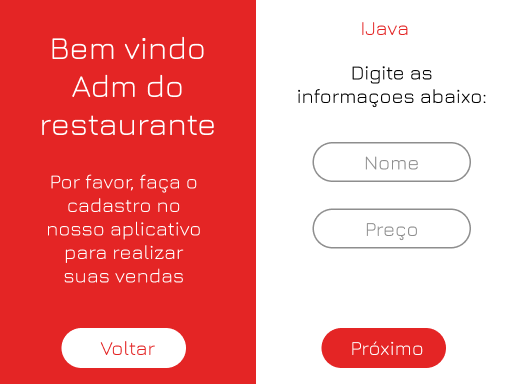 Bem vindo
Adm do
restaurante
Por favor, faça o
cadastro no
nosso aplicativo
para realizar
suas vendas
Voltar
IJava
Digite as
informaçoes abaixo:
Nome
Preço
Próximo